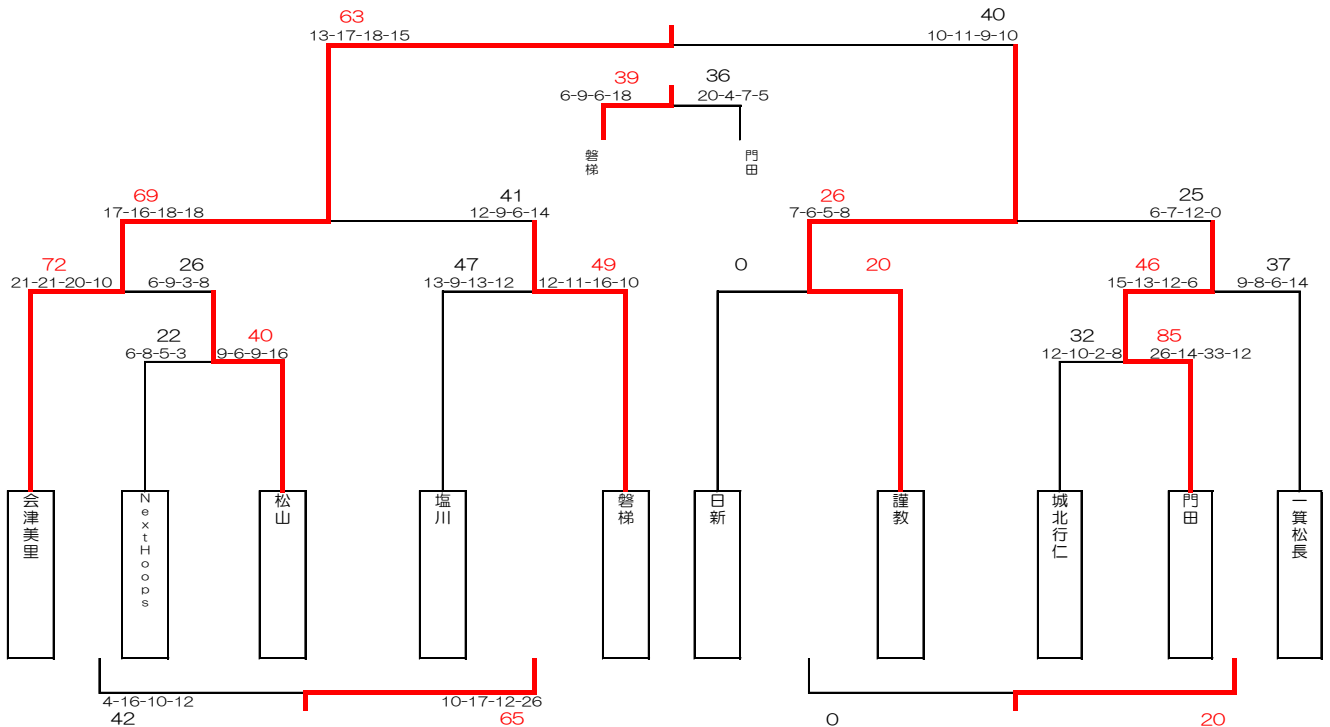 63 40
13-17-18-15 10-11-9-10
39 36
6-9-6-18 20-4-7-5
磐梯 門田
69 41 26 25
17-16-18-18 12-9-6-14 7-6-5-8 6-7-12-0
72 26 47 49 0 20 46 37
21-21-20-10 6-9-3-8 13-9-13-12 12-11-16-10 15-13-12-6 9-8-6-14
22 40 32 85
6-8-5-3 9-6-9-16 12-10-2-8 26-14-33-12
会津美里 NextHoops 松山 塩川 磐梯 日新 謹教 城北行仁 門田 一箕松長
4-16-10-12 10-17-12-26
42 65 0 20